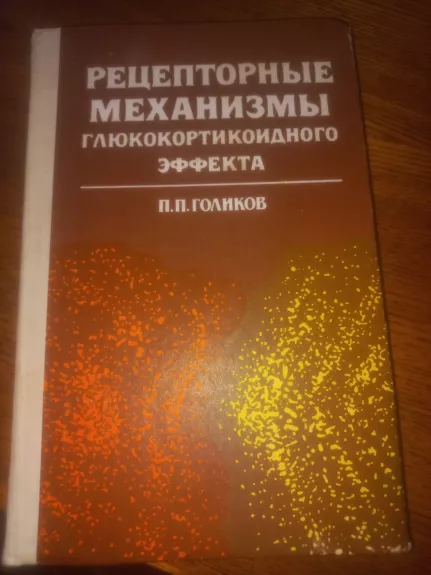 РЕЦЕПТОРНЫЕ
МЕХАНИЗМЫ
ГЛЮКОКОРТИКОИДНОГО
ЭФФЕКТА
П.П.ГОЛИКОВ